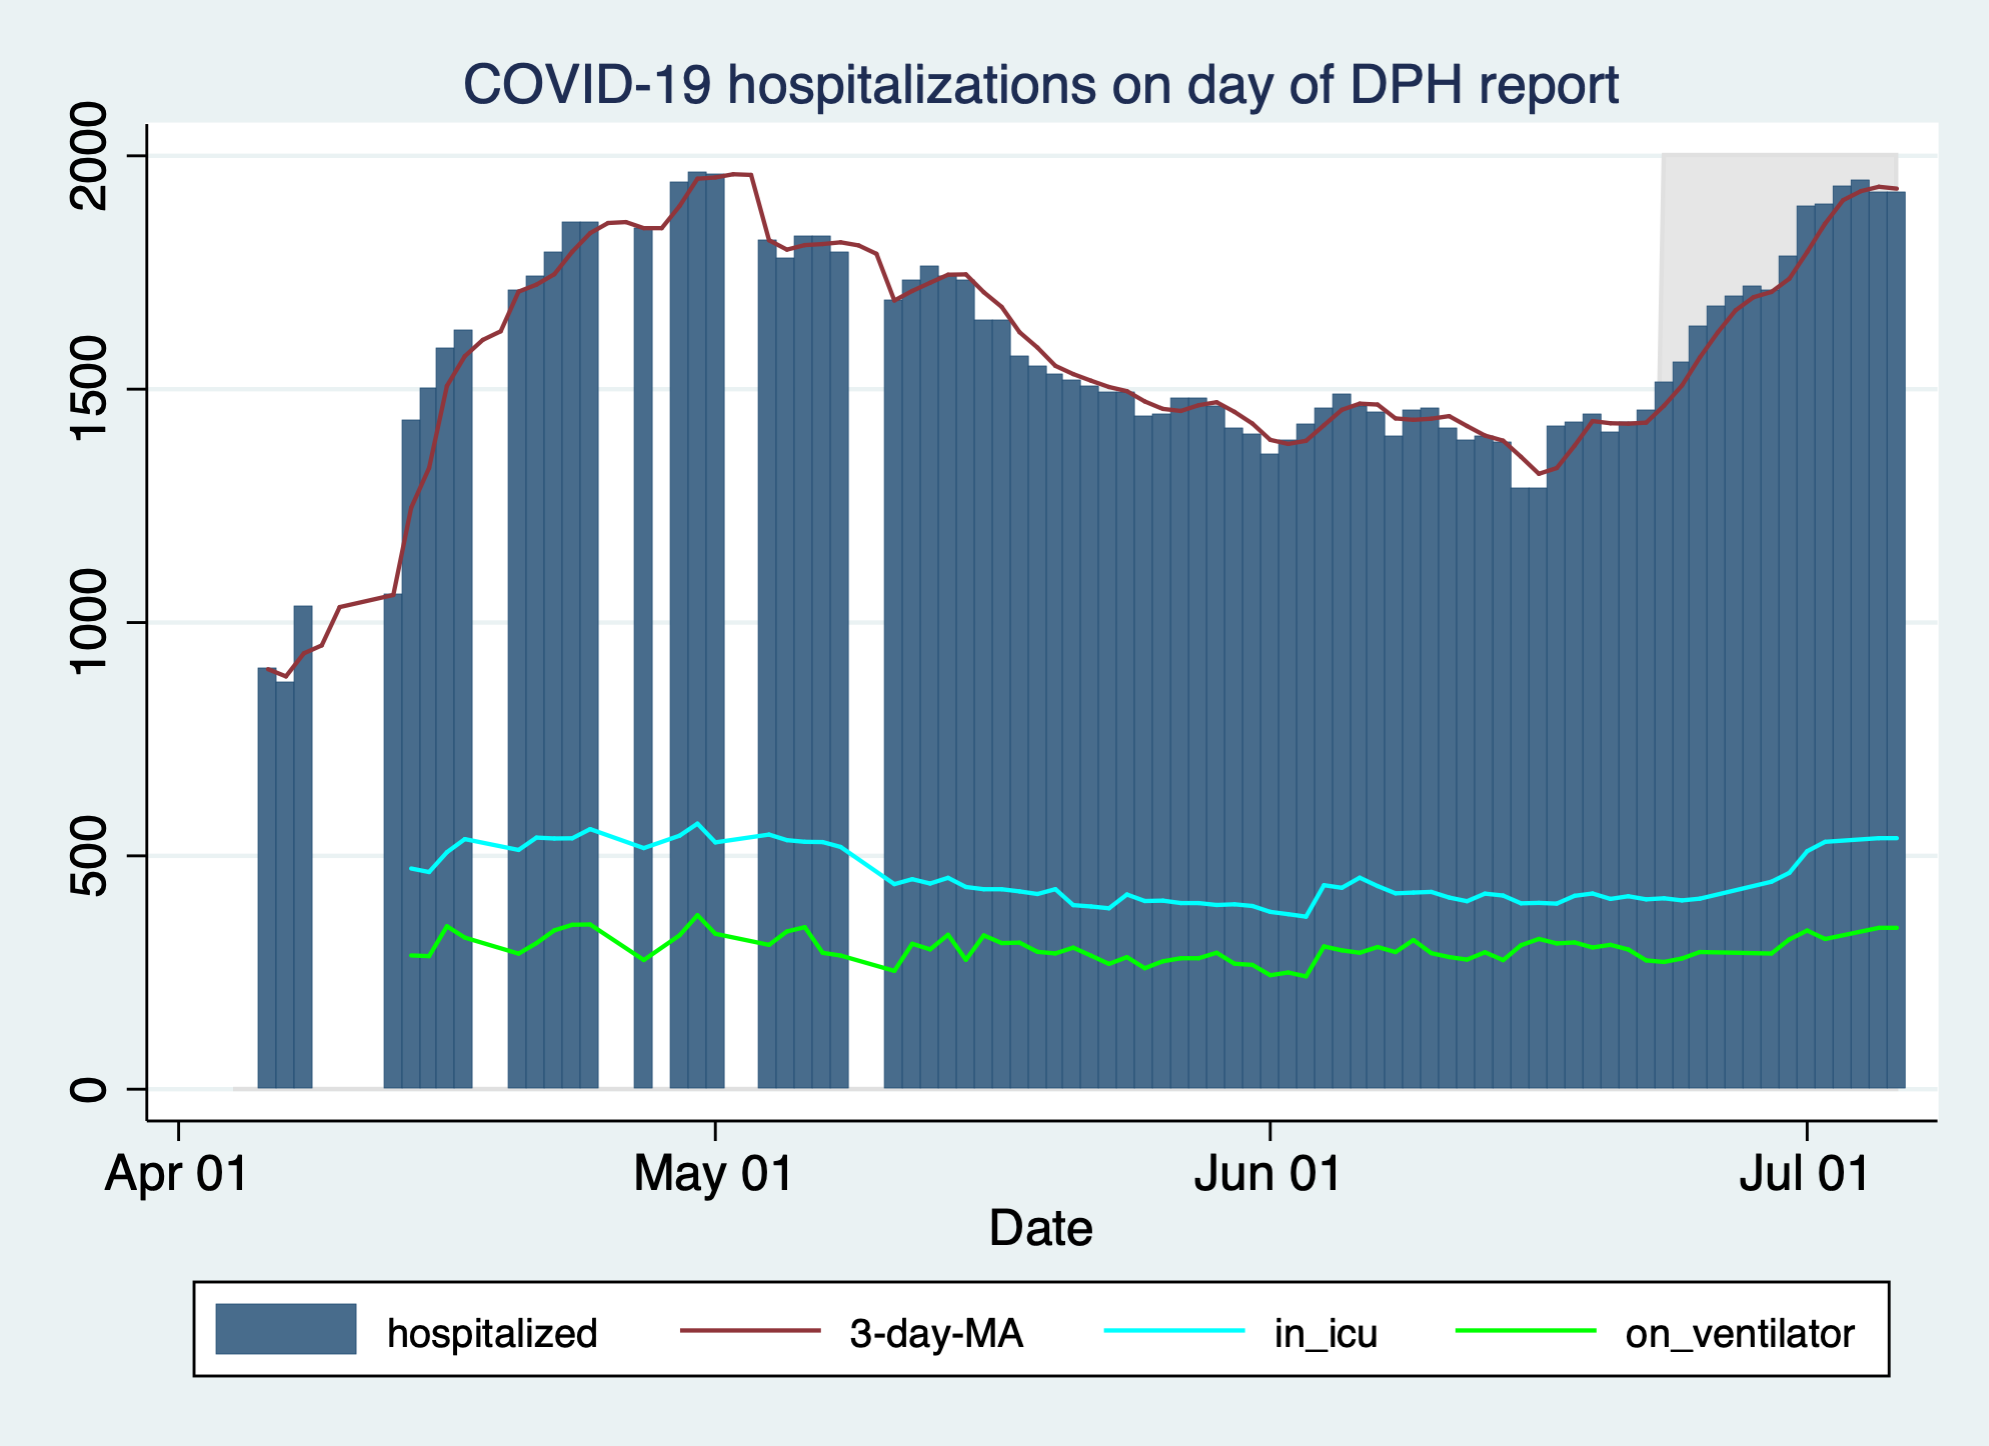 COVID-19 hospitalizations on day of DPH report
2000
1500
1000
500
0
Apr 01 May 01 Jun 01 Jul 01
Date
hospitalized 3-day-MA in_icu on_ventilator